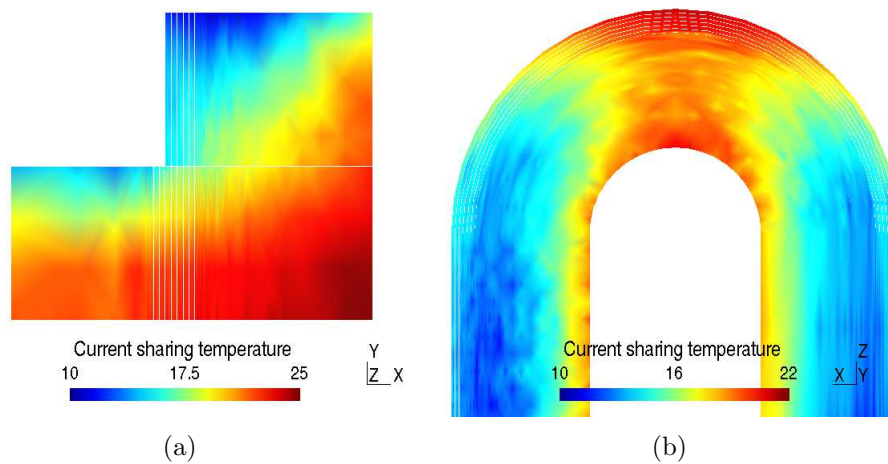 Current sharing temperature
10 17.5 25
Y
Z X
(a)
Current sharing temperature
10 16 22
Z
X Y
(b)